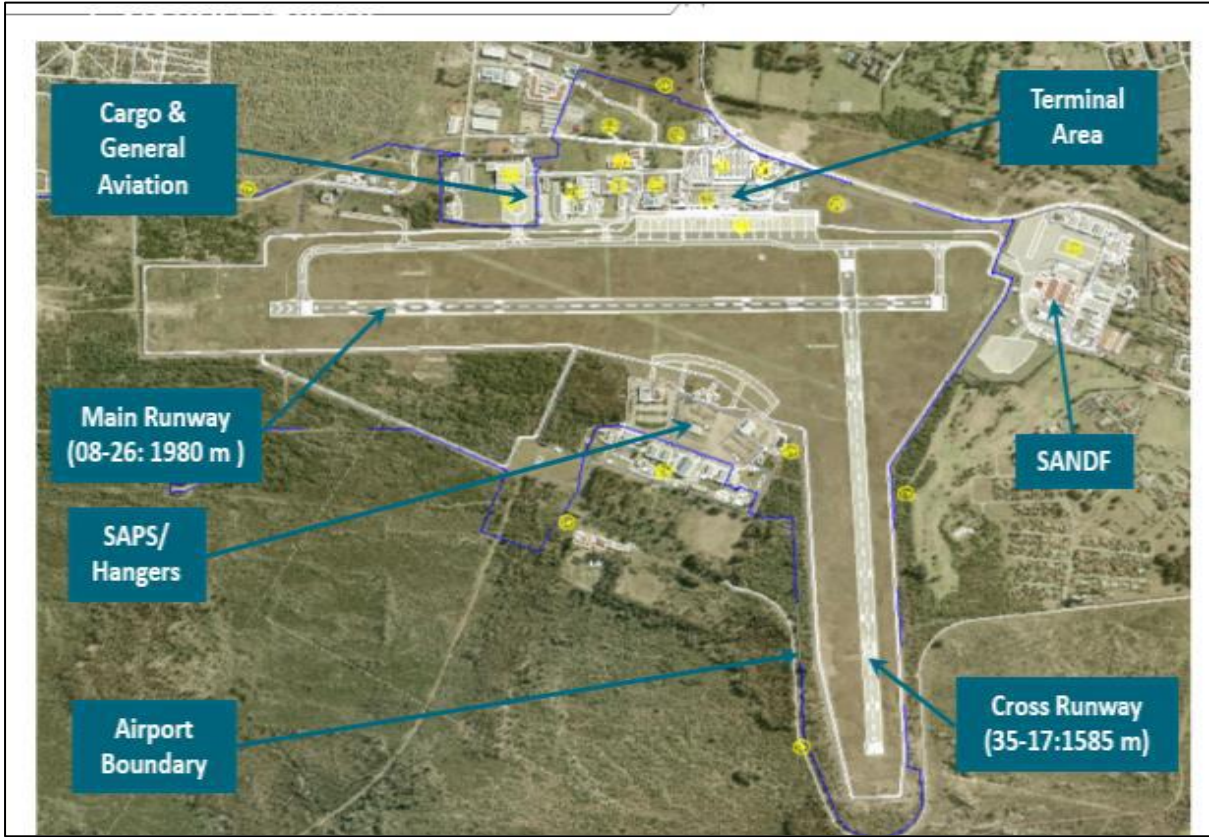 Cargo &
General
Aviation
Terminal
Area
Main Runway
(08-26: 1980 m )
SANDF
SAPS/
Hangers
Airport
Boundary
Cross Runway
(35-17:1585 m)